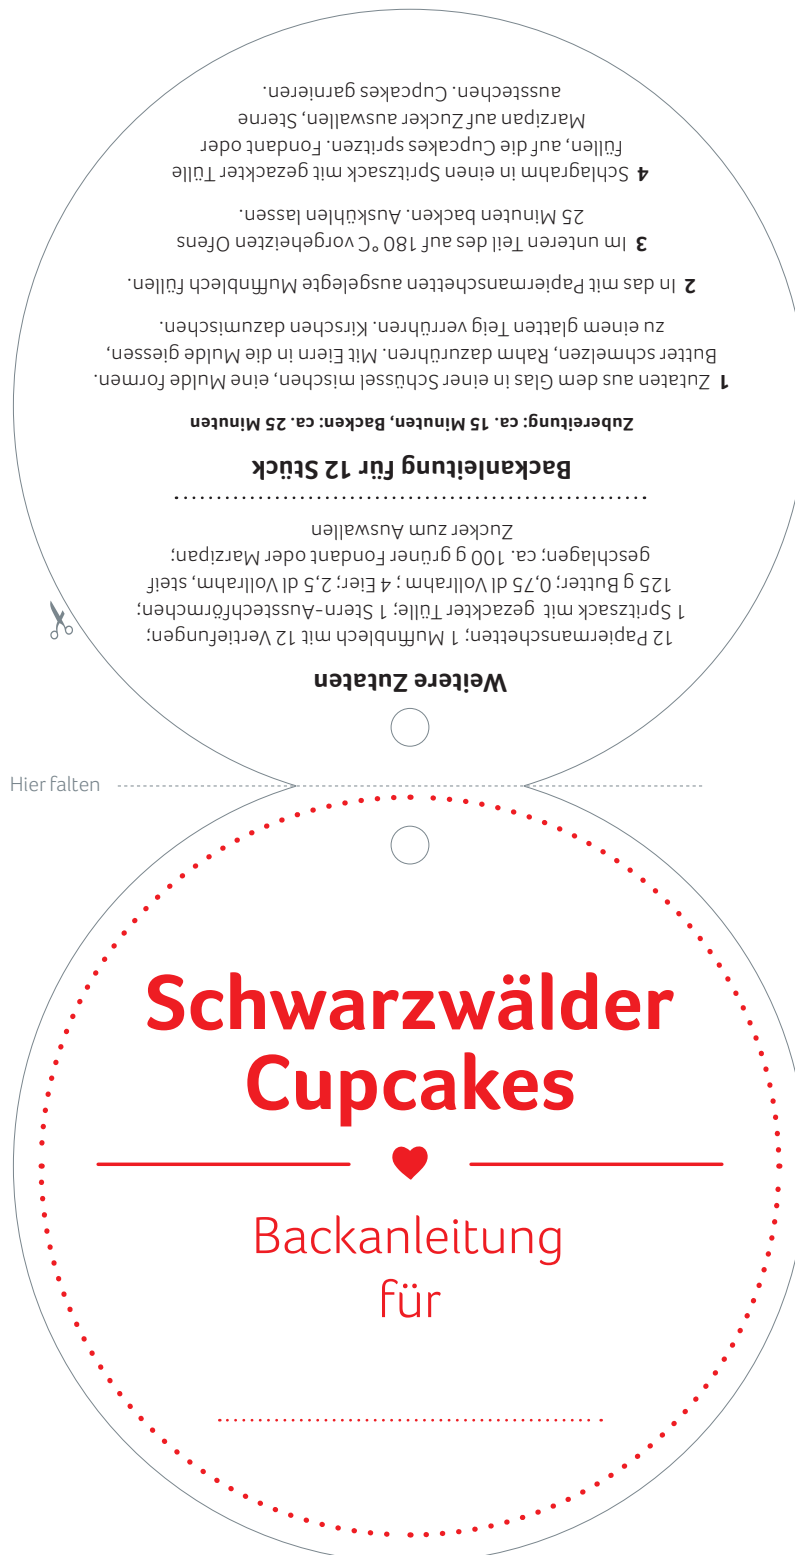 Weitere Zutaten
12 Papiermanschetten; 1 Muffinblech mit 12 Vertiefungen;
1 Spritzsack mit gezackter Tülle; 1 Stern-Ausstechförmchen;
125 g Butter; 0,75 dl Vollrahm ; 4 Eier; 2,5 dl Vollrahm, steif
geschlagen; ca. 100 g grüner Fondant oder Marzipan;
Zucker zum Auswallen
Backanleitung für 12 Stück
Zubereitung: ca. 15 Minuten, Backen: ca. 25 Minuten
1 Zutaten aus dem Glas in einer Schüssel mischen, eine Mulde formen.
Butter schmelzen, Rahm dazurühren. Mit Eiern in die Mulde giessen,
zu einem glatten Teig verrühren. Kirschen dazumischen.
2 In das mit Papiermanschetten ausgelegte Muffinblech füllen.
3 Im unteren Teil des auf 180 °C vorgeheizten Ofens
25 Minuten backen. Auskühlen lassen.
4 Schlagrahm in einen Spritzsack mit gezackter Tülle
füllen, auf die Cupcakes spritzen. Fondant oder
Marzipan auf Zucker auswallen, Sterne
ausstechen. Cupcakes garnieren.
Hier falten
Schwarzwälder
Cupcakes
Backanleitung
für